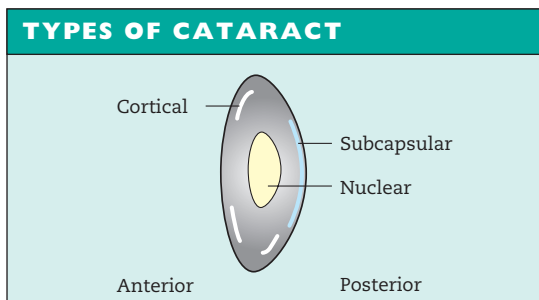 TYPES OF CATARACT
Cortical
Subcapsular
Nuclear
Anterior
Posterior